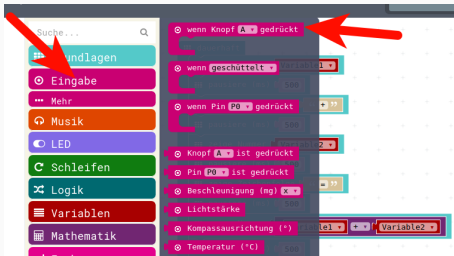 Suche...
Grundlagen
Eingabe
Mehr
Musik
LED
Schleifen
Logik
Variablen
Mathematik
wenn Knopf A gedrückt
wenn geschüttelt
wenn Pin P0 gedrückt
Knopf A ist gedrückt
Pin P0 ist gedrückt
Beschleunigung (mg) x
Lichtstärke
Kompassausrichtung (°)
Temperatur (°C)
500
+
500
=
+ Variable2
500